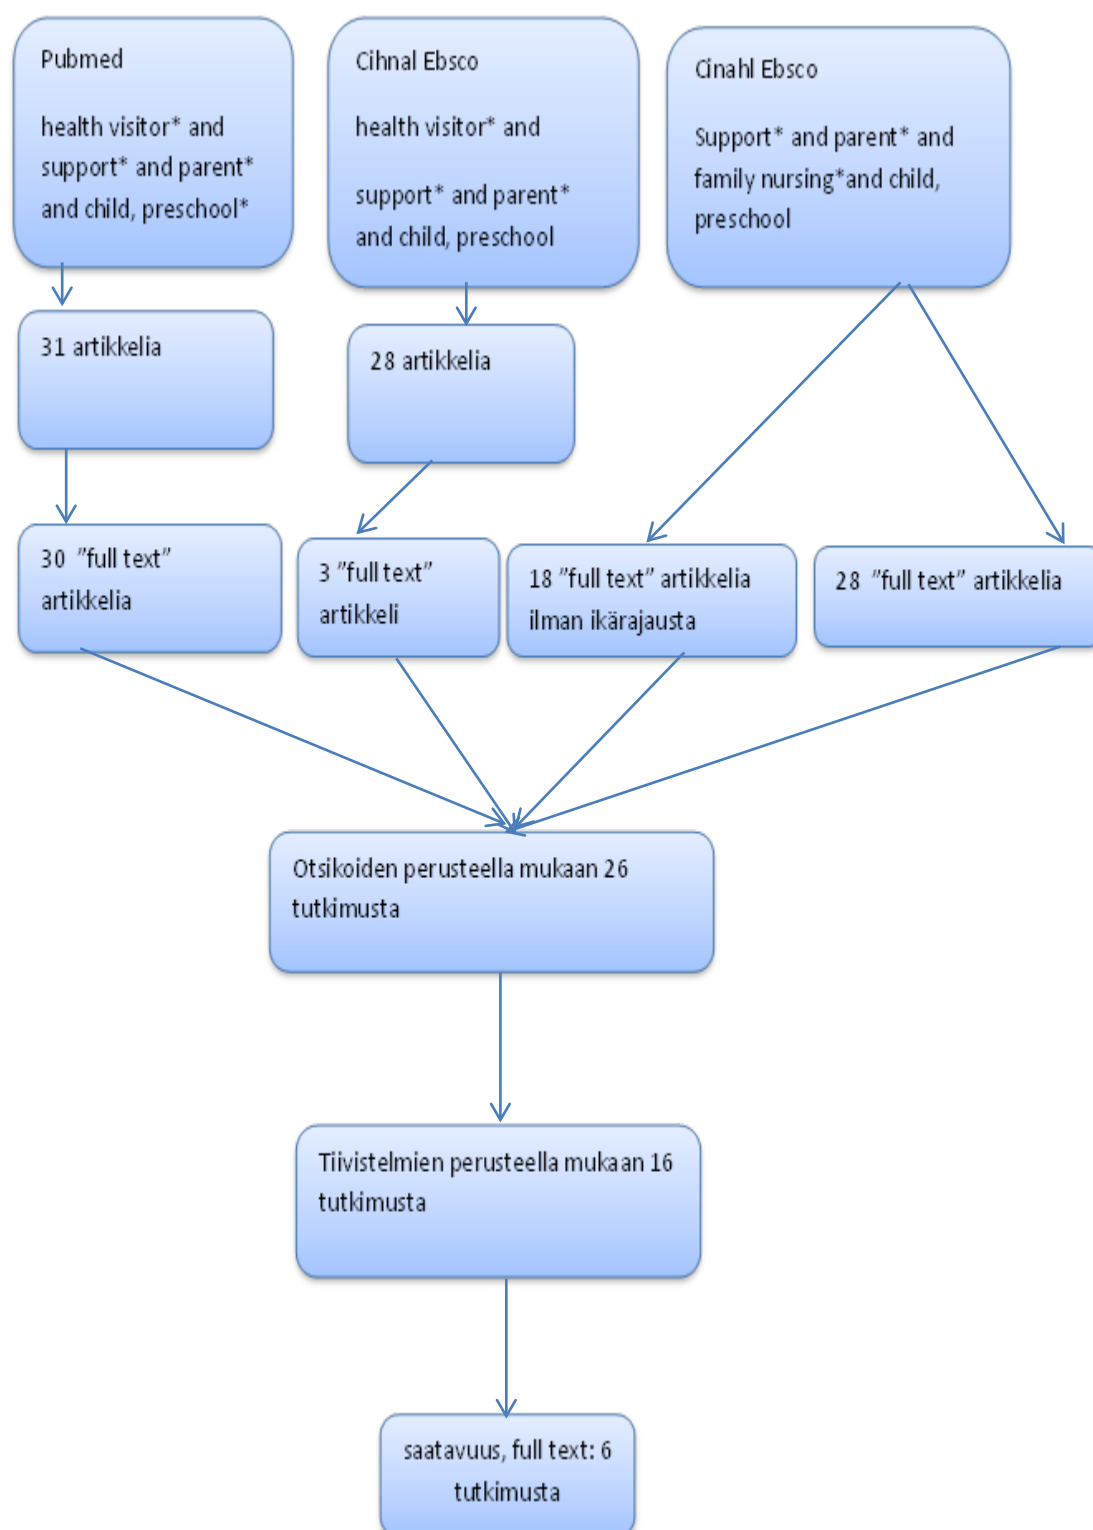 Pubmed
health visitor* and
support* and parent*
and child, preschool*
Cihnal Ebsco
health visitor* and
support* and parent*
and child, preschool
Cinahl Ebsco
Support* and parent* and
family nursing*and child,
preschool
31 artikkelia
28 artikkelia
30 "full text"
artikkelia
3 "full text"
artikkeli
18 "full text" artikkelia
ilman ikärajausta
28 "full text" artikkelia
Otsikoiden perusteella mukaan 26
tutkimusta
Tiivistelmien perusteella mukaan 16
tutkimusta
saatavuus, full text: 6
tutkimusta